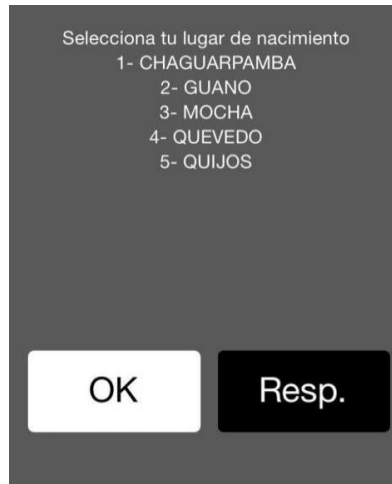 Selecciona tu lugar de nacimiento
1- CHAGUARPAMBA
2- GUANO
3- MOCHA
4- QUEVEDO
5- QUIJOS
OK
Resp.